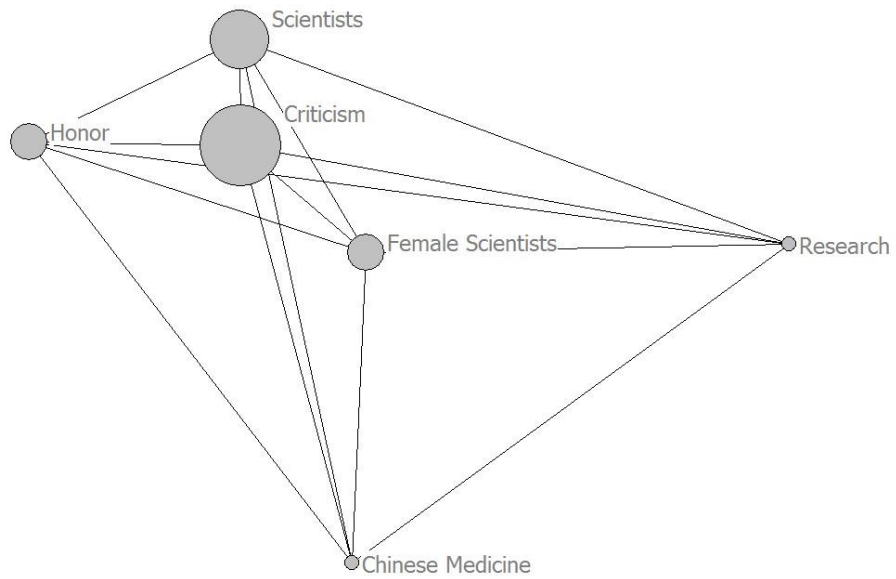 Scientists
Criticism
Honor
Female Scientists
Research
Chinese Medicine